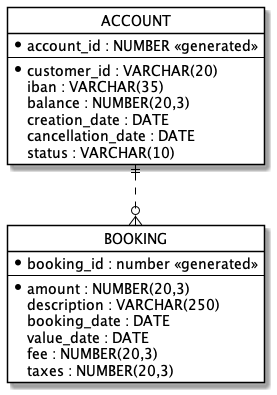 ACCOUNT
account_id : NUMBER «generated»
customer_id : VARCHAR(20)
iban : VARCHAR(35)
balance : NUMBER(20,3)
creation_date : DATE
cancellation_date : DATE
status : VARCHAR(10)
BOOKING
booking_id : number «generated»
amount : NUMBER(20,3)
description : VARCHAR(250)
booking_date : DATE
value_date : DATE
fee : NUMBER(20,3)
taxes : NUMBER(20,3)